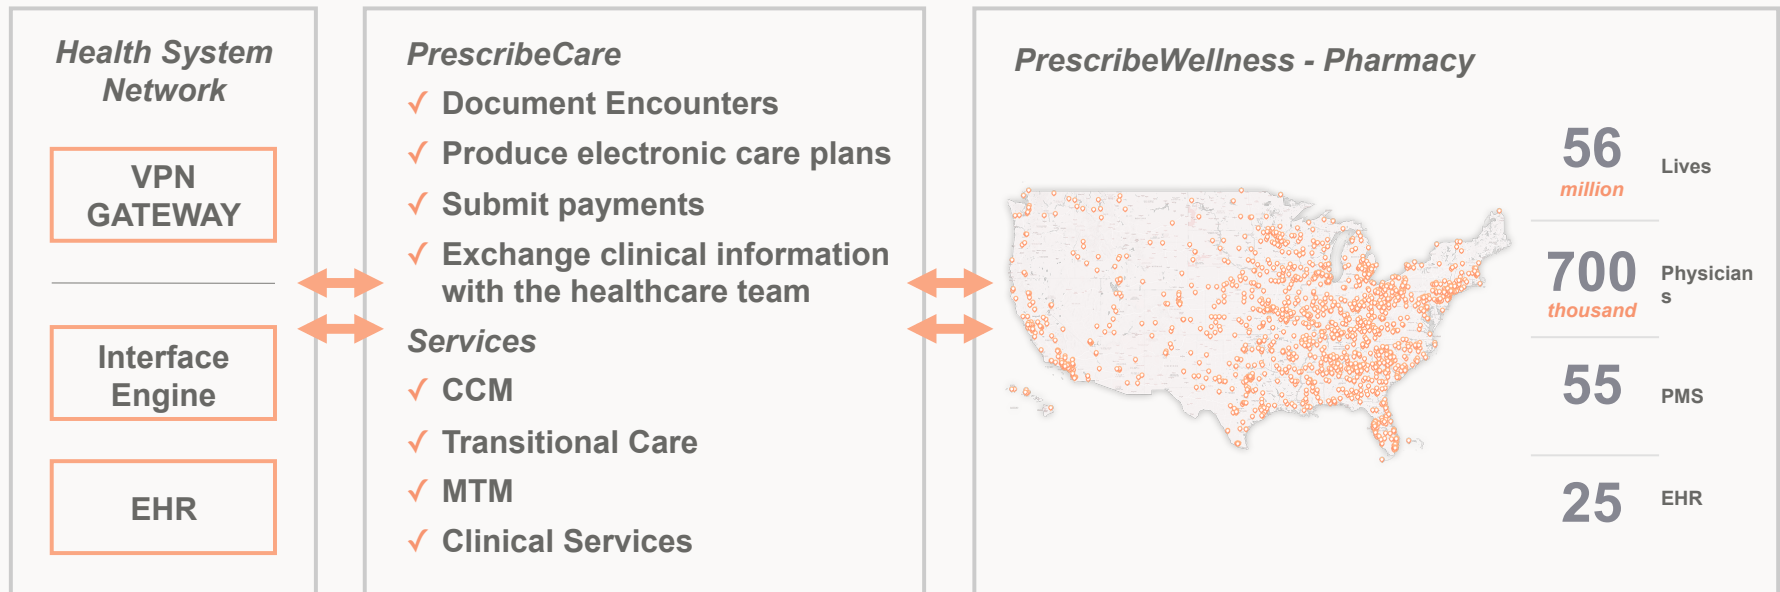 Health System
Network
VPN
GATEWAY
Interface
Engine
EHR
PrescribeCare
✓ Document Encounters
✓ Produce electronic care plans
✓ Submit payments
✓ Exchange clinical information
with the healthcare team
Services
✓ CCM
✓ Transitional Care
✓ MTM
✓ Clinical Services
PrescribeWellness - Pharmacy
56
million
Lives
700
thousand
Physician
s
55
PMS
25
EHR